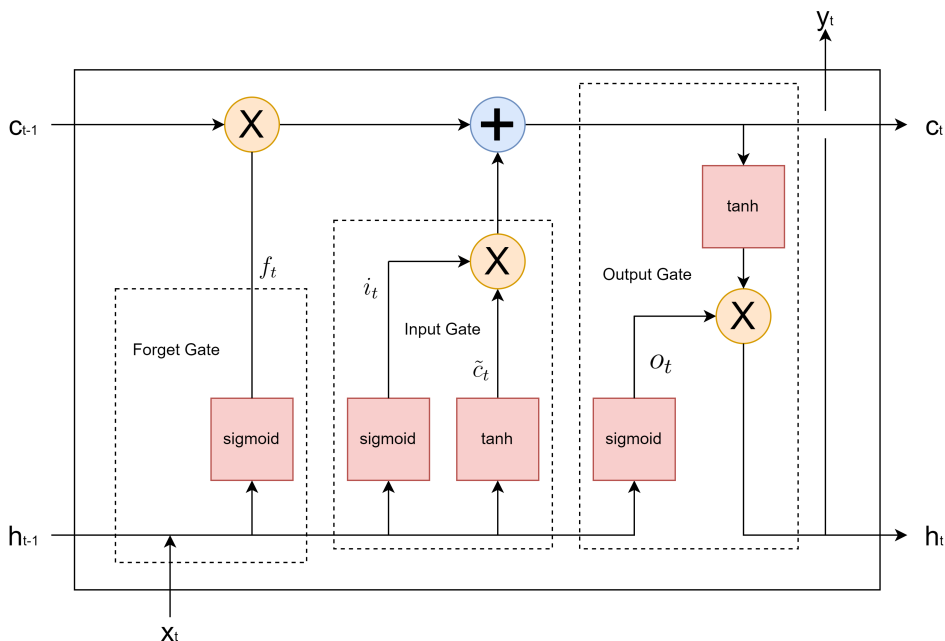 yₜ
cₜ₋₁
X
+
cₜ
tanh
fₜ
iₜ
X
Output Gate
X
Input Gate
Forget Gate
c̃ₜ
oₜ
sigmoid
sigmoid
tanh
sigmoid
hₜ₋₁
hₜ
xₜ